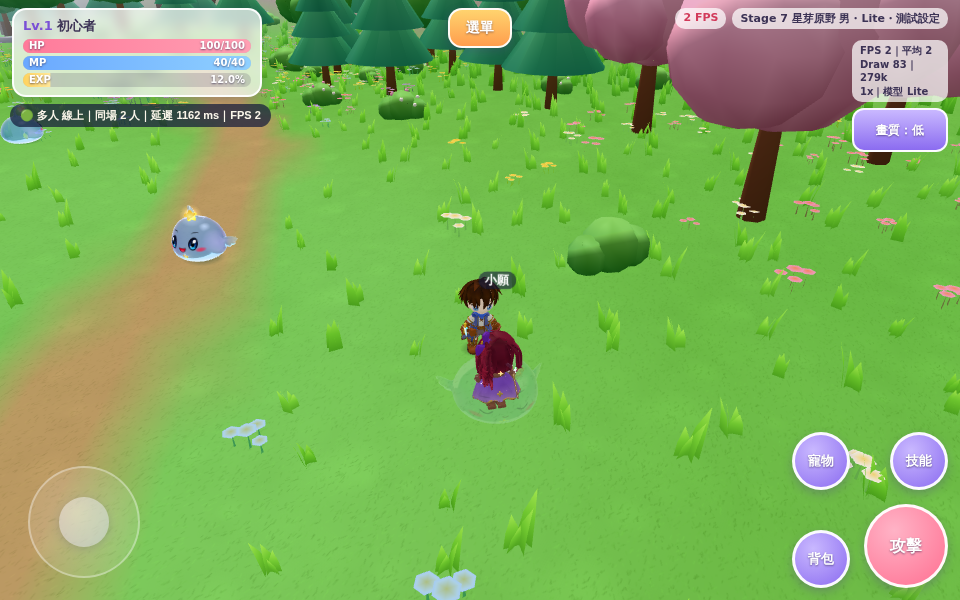 Lv.1 初心者
HP 100/100
MP 40/40
EXP 12.0%
多人 線上｜同場 2 人｜延遲 1162 ms｜FPS 2
選單
2 FPS
Stage 7 星芽原野 男・Lite・測試設定
FPS 2｜平均 2
Draw 83｜
279k
1x｜模型 Lite
畫質：低
小願
寵物
技能
背包
攻擊